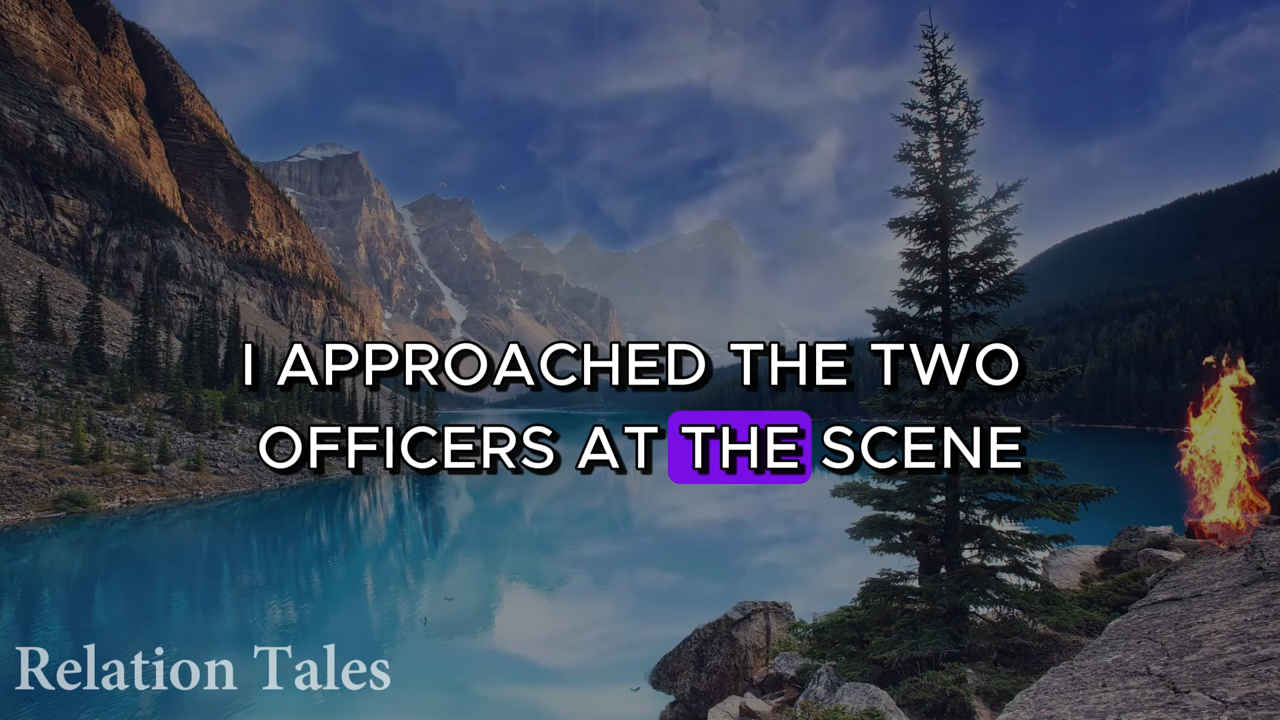 I APPROACHED THE TWO
OFFICERS AT THE SCENE
Relation Tales